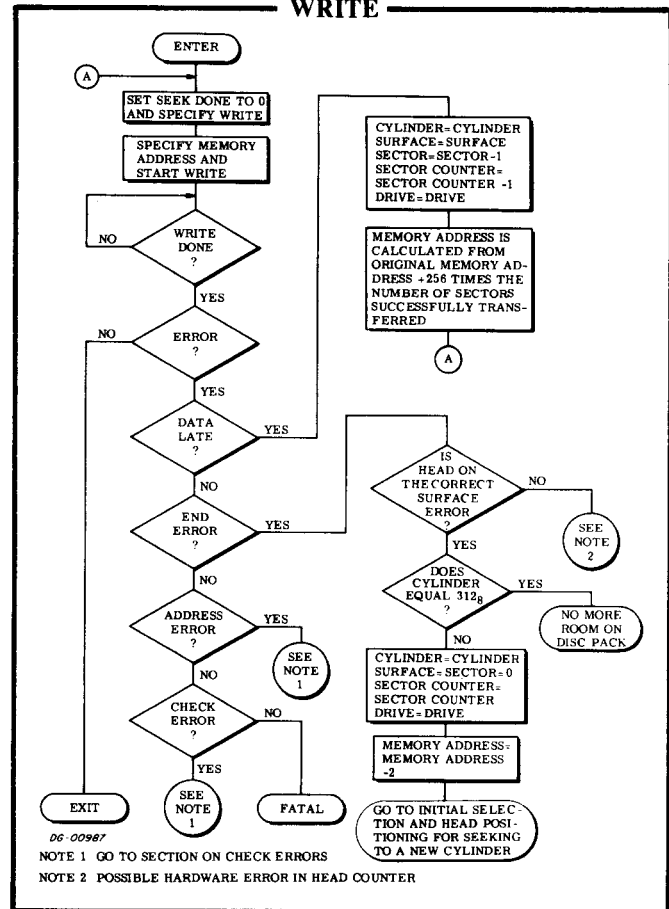 WRITE
ENTER
A
SET SEEK DONE TO 0
AND SPECIFY WRITE
SPECIFY MEMORY
ADDRESS AND
START WRITE
NO
WRITE
DONE
?
YES
NO
ERROR
?
YES
DATA
LATE
?
YES
NO
END
ERROR
?
YES
NO
ADDRESS
ERROR
?
YES
SEE
NOTE
1
NO
CHECK
ERROR
?
NO
YES
EXIT
SEE
NOTE
1
FATAL
CYLINDER=CYLINDER
SURFACE=SURFACE
SECTOR=SECTOR-1
SECTOR COUNTER=
SECTOR COUNTER -1
DRIVE=DRIVE
MEMORY ADDRESS IS
CALCULATED FROM
ORIGINAL MEMORY AD-
DRESS +256 TIMES THE
NUMBER OF SECTORS
SUCCESSFULLY TRANS-
FERRED
A
IS
HEAD ON
THE CORRECT
SURFACE
ERROR
?
NO
SEE
NOTE
2
YES
DOES
CYLINDER
EQUAL 312₈
?
YES
NO MORE
ROOM ON
DISC PACK
NO
CYLINDER=CYLINDER
SURFACE=SECTOR=0
SECTOR COUNTER=
SECTOR COUNTER
DRIVE=DRIVE
MEMORY ADDRESS=
MEMORY ADDRESS
-2
GO TO INITIAL SELEC-
TION AND HEAD POSI-
TIONING FOR SEEKING
TO A NEW CYLINDER
DG-00987
NOTE 1 GO TO SECTION ON CHECK ERRORS
NOTE 2 POSSIBLE HARDWARE ERROR IN HEAD COUNTER